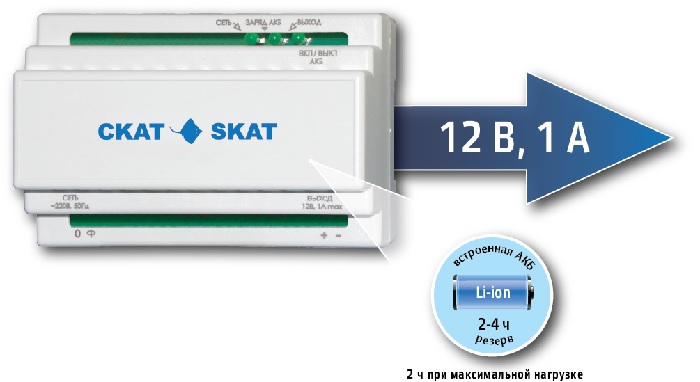 СЕТЬ ЗАРЯД АКБ ВЫХОД
ВКЛ/ВЫКЛ
АКБ
СКАТ SKAT
12 В, 1 А
СЕТЬ
~220В, 50Гц
ВЫХОД
12В, 1А max
0 Ф
+ -
встроенная АКБ
Li-ion
2-4 ч
резерв
2 ч при максимальной нагрузке